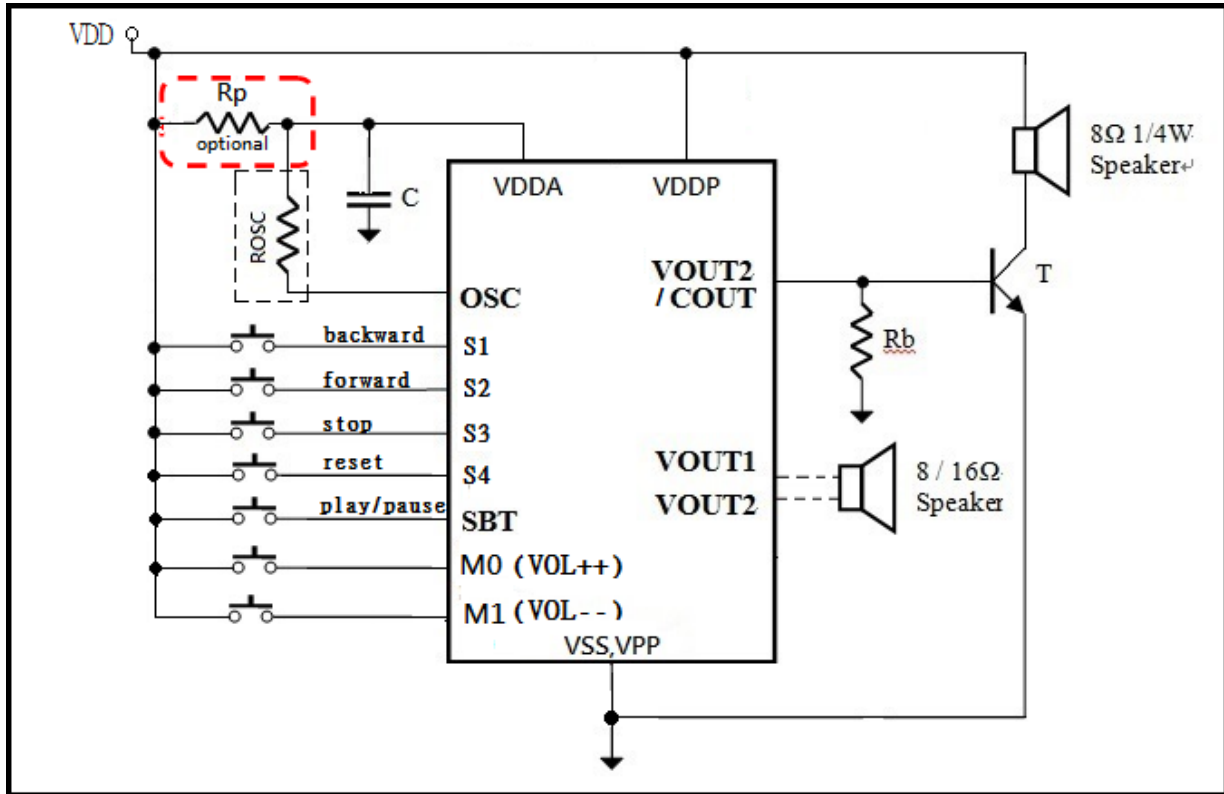 VDD
Rp
optional
ROSC
C
VDDA
VDDP
8Ω 1/4W
Speaker↵
OSC
VOUT2
/ COUT
T
Rb
backward
S1
forward
S2
stop
S3
reset
S4
play/pause
SBT
M0 (VOL++)
M1 (VOL--)
VOUT1
VOUT2
8 / 16Ω
Speaker
VSS,VPP